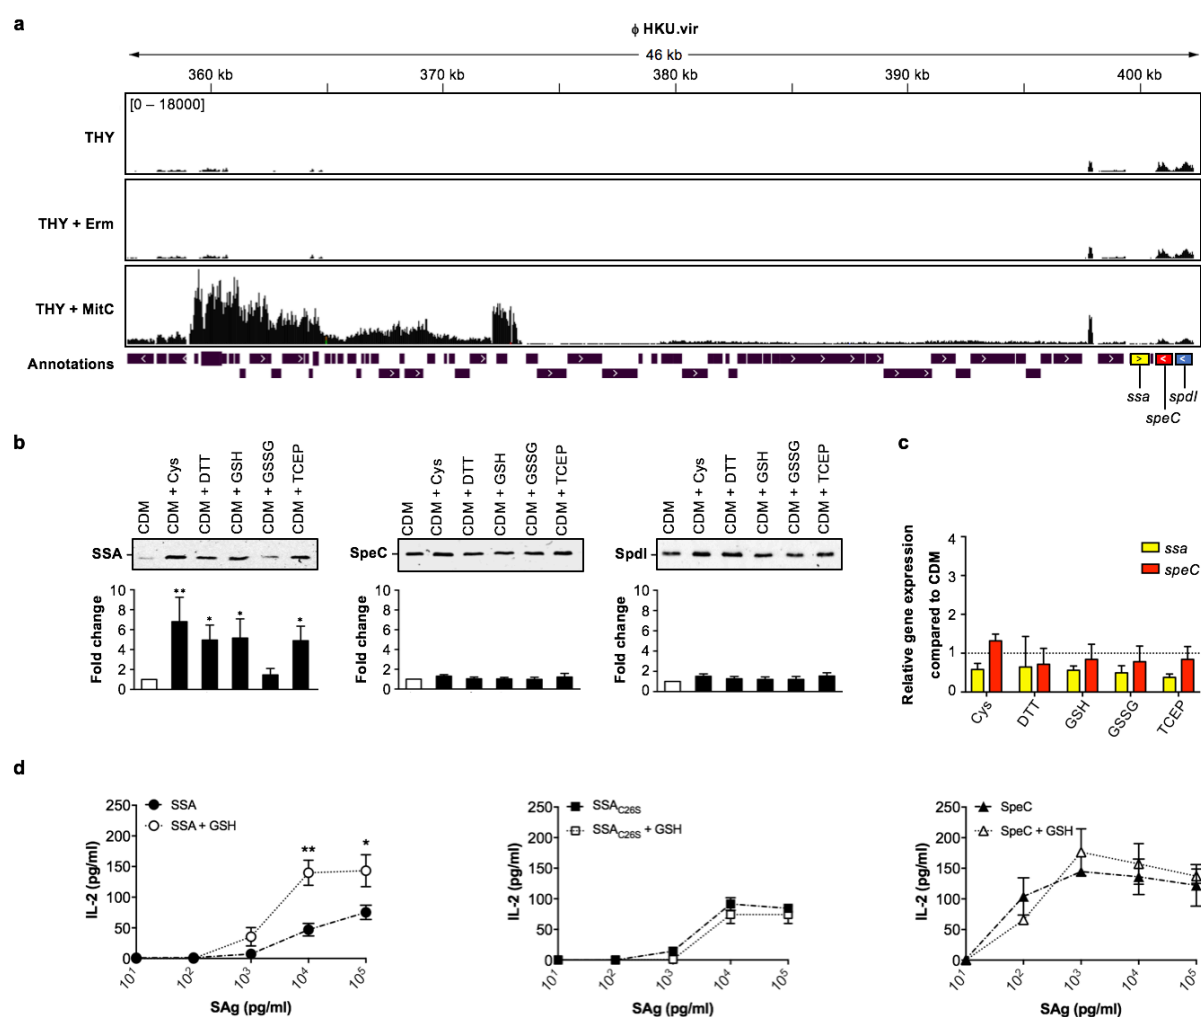 a
ϕ HKU.vir
46 kb
360 kb 370 kb 380 kb 390 kb 400 kb
[0 – 18000]
THY
THY + Erm
THY + MitC
Annotations
ssa
speC
spdI
b
CDM
CDM + Cys
CDM + DTT
CDM + GSH
CDM + GSSG
CDM + TCEP
SSA
Fold change
10
8
6
4
2
0
** * * *
CDM
CDM + Cys
CDM + DTT
CDM + GSH
CDM + GSSG
CDM + TCEP
SpeC
Fold change
10
8
6
4
2
0
CDM
CDM + Cys
CDM + DTT
CDM + GSH
CDM + GSSG
CDM + TCEP
SpdI
Fold change
10
8
6
4
2
0
c
Relative gene expression
compared to CDM
4
3
2
1
0
ssa
speC
Cys DTT GSH GSSG TCEP
d
SSA
SSA + GSH
IL-2 (pg/ml)
250
200
150
100
50
0
** *
10¹ 10² 10³ 10⁴ 10⁵
SAg (pg/ml)
SSA_C26S
SSA_C26S + GSH
IL-2 (pg/ml)
250
200
150
100
50
0
10¹ 10² 10³ 10⁴ 10⁵
SAg (pg/ml)
SpeC
SpeC + GSH
IL-2 (pg/ml)
250
200
150
100
50
0
10¹ 10² 10³ 10⁴ 10⁵
SAg (pg/ml)